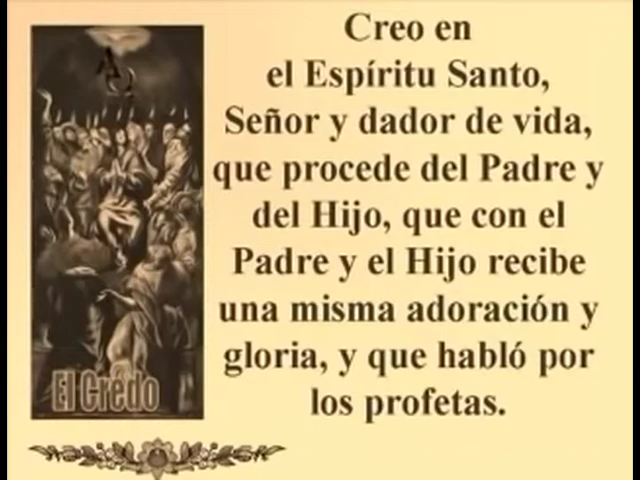 Creo en
el Espíritu Santo,
Señor y dador de vida,
que procede del Padre y
del Hijo, que con el
Padre y el Hijo recibe
una misma adoración y
gloria, y que habló por
los profetas.
El Credo